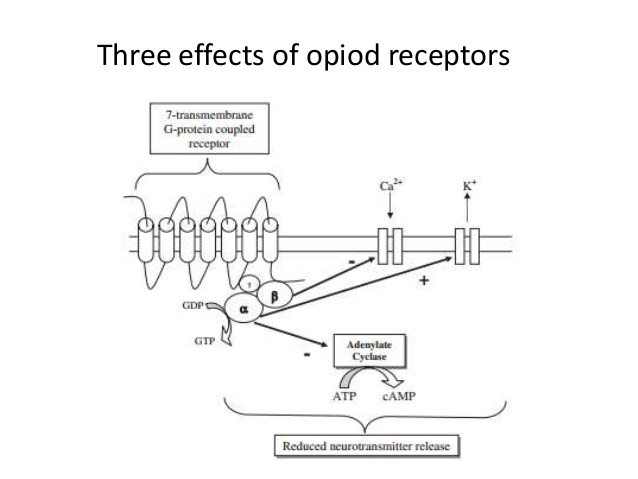 Three effects of opiod receptors
7-transmembrane
G-protein coupled
receptor
Ca²⁺
K⁺
-
+
γ
β
α
GDP
GTP
-
Adenylate
Cyclase
ATP
cAMP
Reduced neurotransmitter release